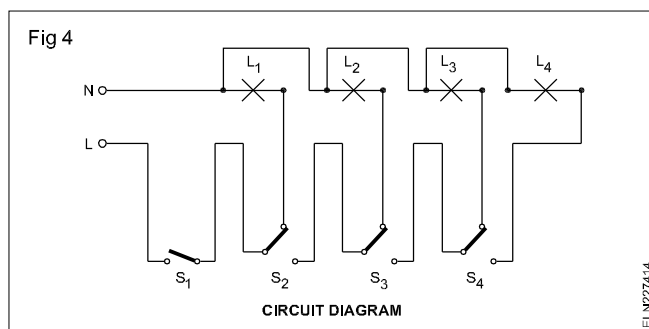 Fig 4
L1 L2 L3 L4
N
L
S1 S2 S3 S4
CIRCUIT DIAGRAM
ELN227414